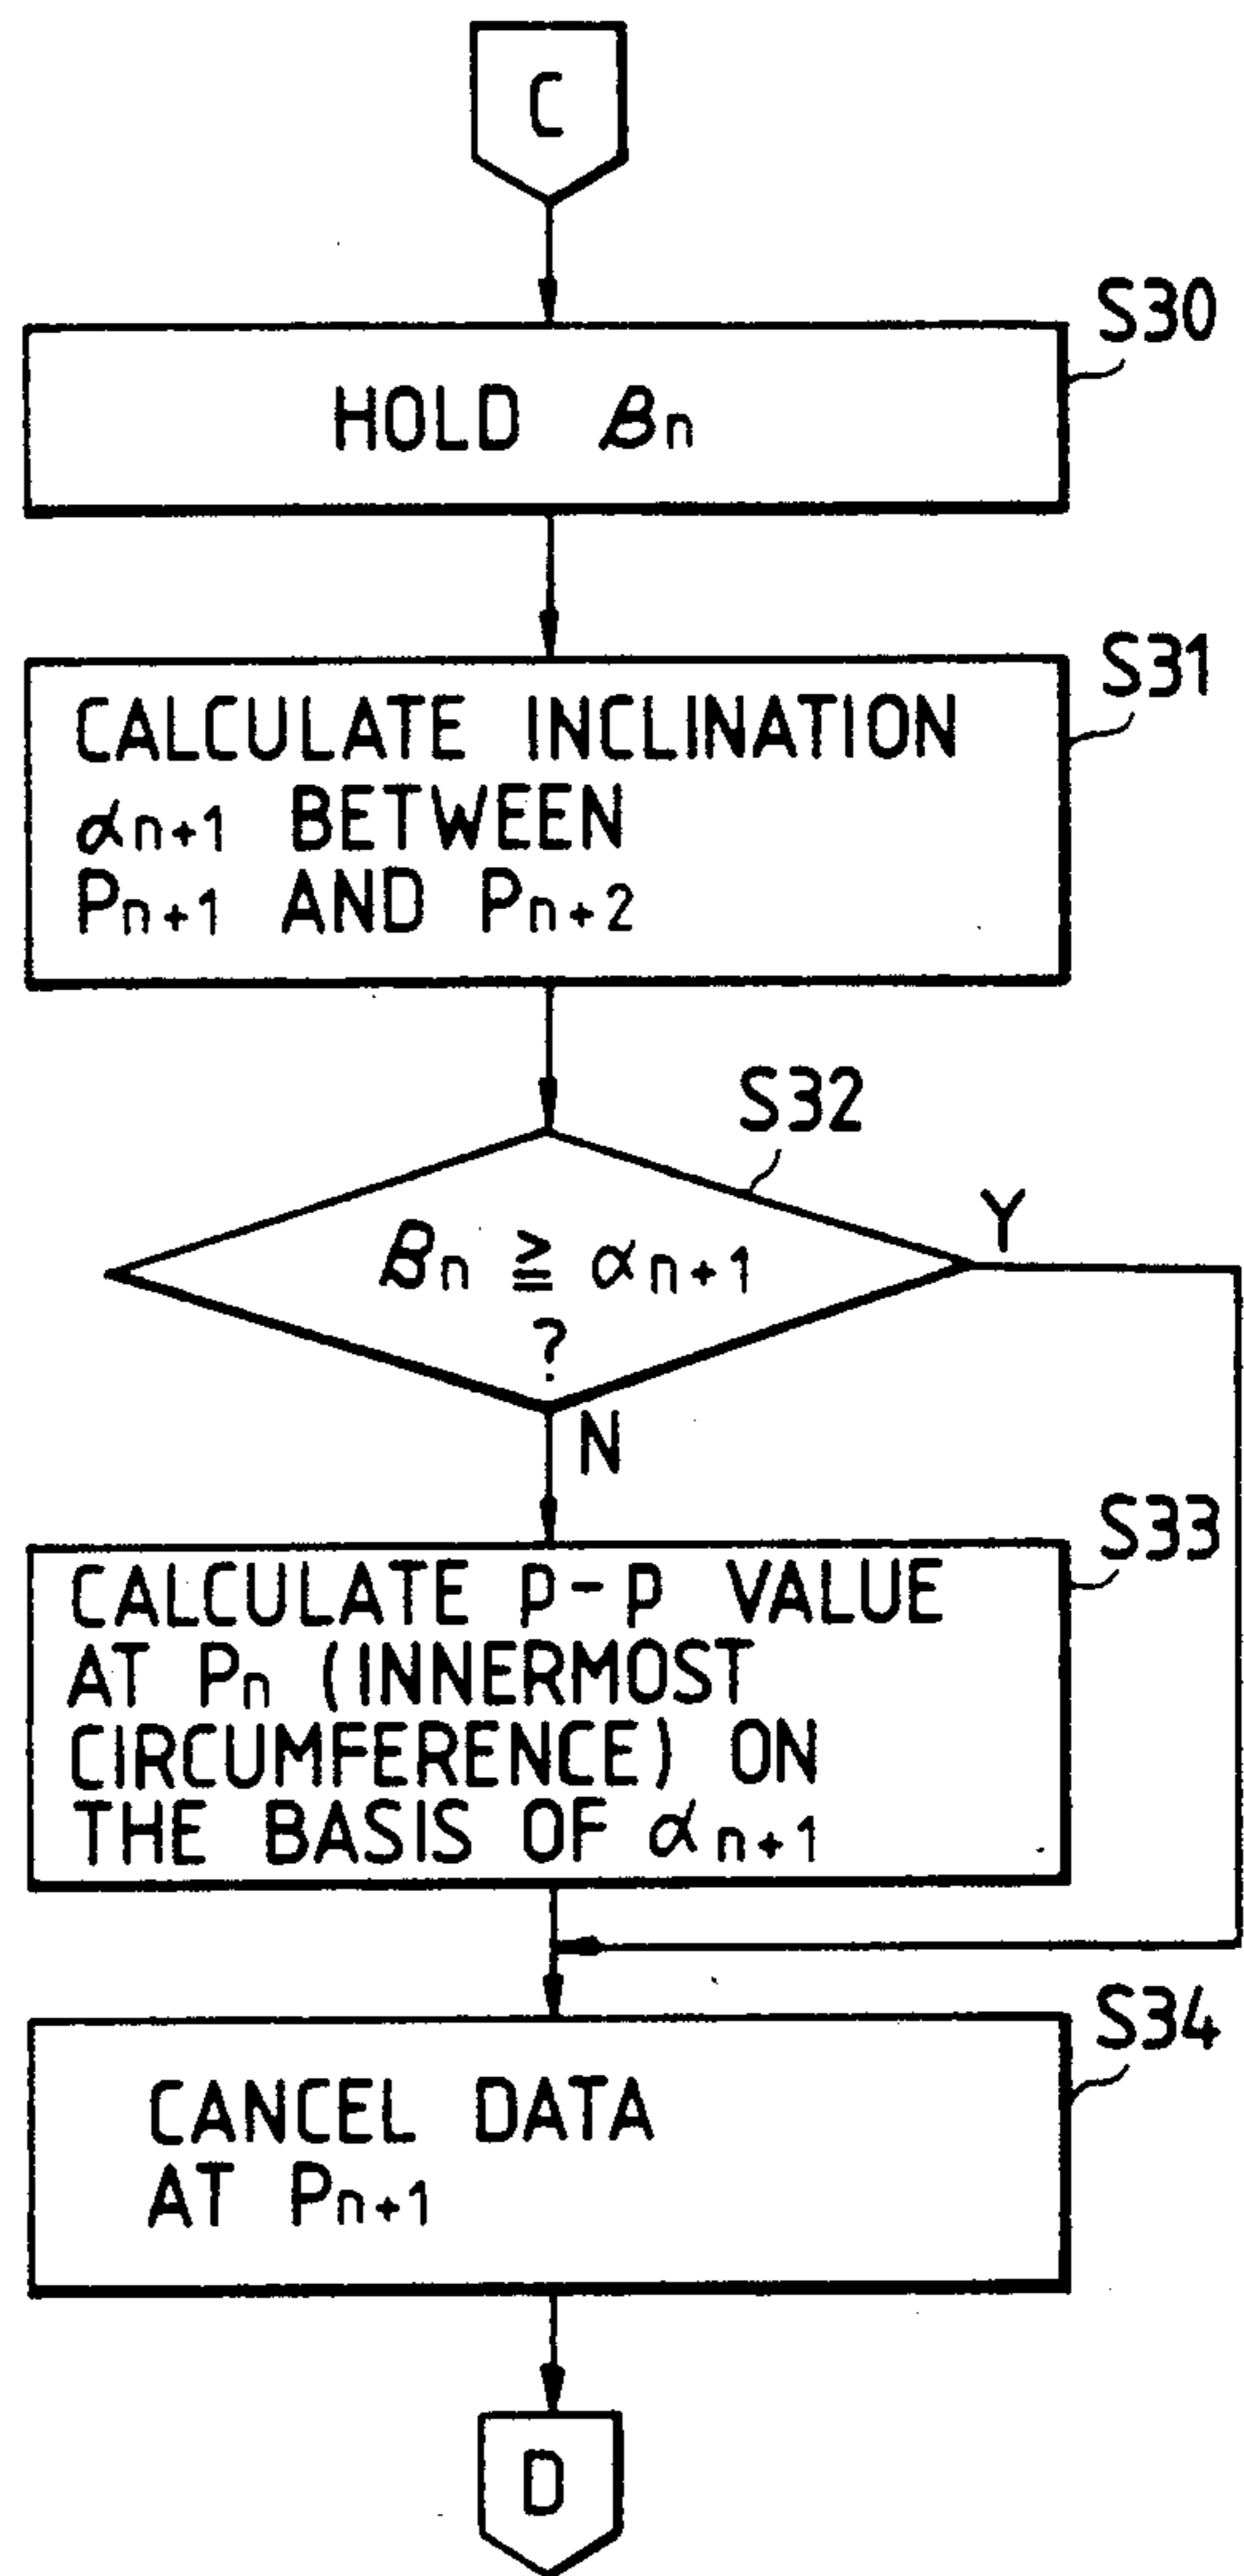 C
S30
HOLD βn
S31
CALCULATE INCLINATION
αn+1 BETWEEN
Pn+1 AND Pn+2
S32
Y
βn ≧ αn+1
?
N
S33
CALCULATE P-P VALUE
AT Pn (INNERMOST
CIRCUMFERENCE) ON
THE BASIS OF αn+1
S34
CANCEL DATA
AT Pn+1
D